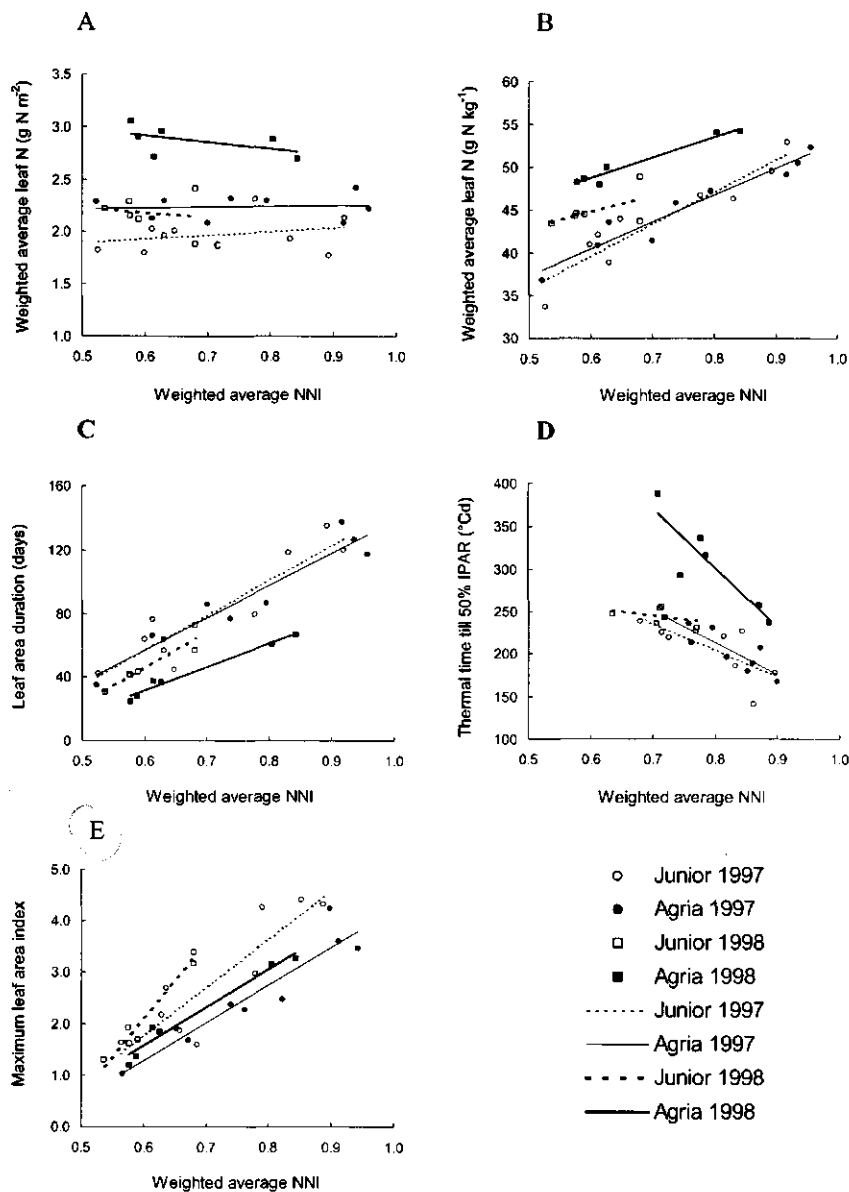 A
Weighted average leaf N (g N m-2)
3.5
3.0
2.5
2.0
1.5
1.0
0.5 0.6 0.7 0.8 0.9 1.0
Weighted average NNI
B
Weighted average leaf N (g N kg-1)
60
55
50
45
40
35
30
0.5 0.6 0.7 0.8 0.9 1.0
Weighted average NNI
C
Leaf area duration (days)
160
120
80
40
0
0.5 0.6 0.7 0.8 0.9 1.0
Weighted average NNI
D
Thermal time till 50% IPAR (°Cd)
400
350
300
250
200
150
100
0.5 0.6 0.7 0.8 0.9 1.0
Weighted average NNI
E
Maximum leaf area index
5.0
4.0
3.0
2.0
1.0
0.0
0.5 0.6 0.7 0.8 0.9 1.0
Weighted average NNI
Junior 1997
Agria 1997
Junior 1998
Agria 1998
Junior 1997
Agria 1997
Junior 1998
Agria 1998